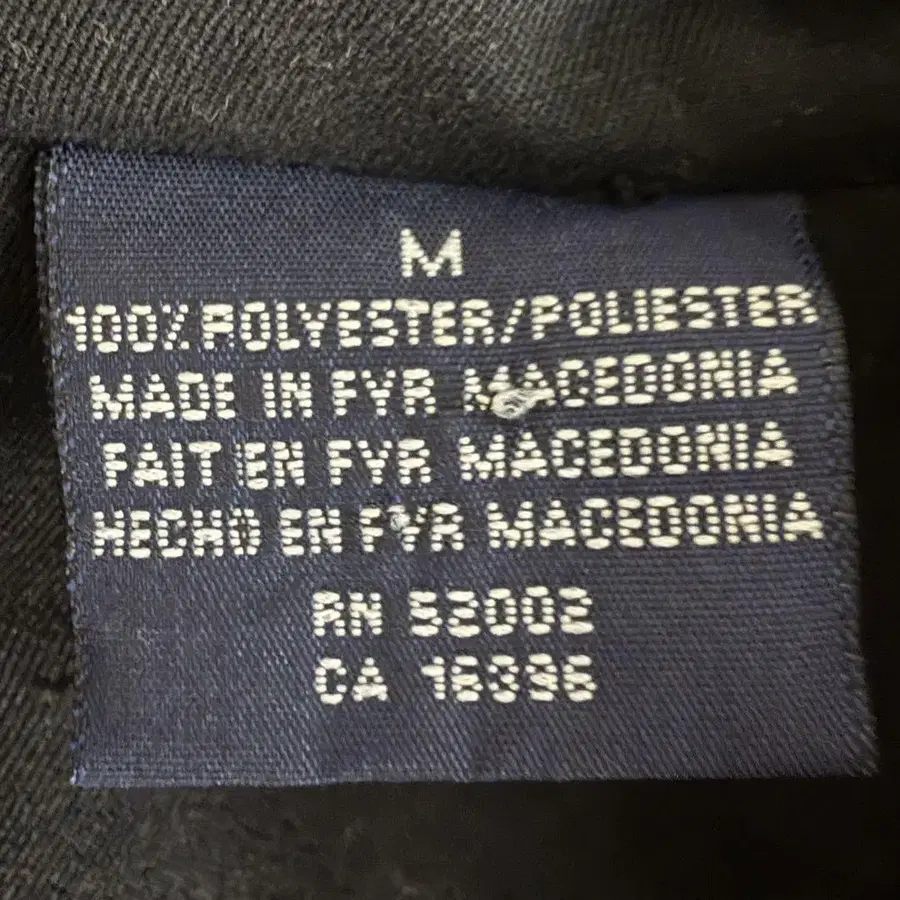 M
100% POLYESTER/POLIESTER
MADE IN FYR MACEDONIA
FAIT EN FYR MACEDONIA
HECHO EN FYR MACEDONIA
RN 52002
CA 16396